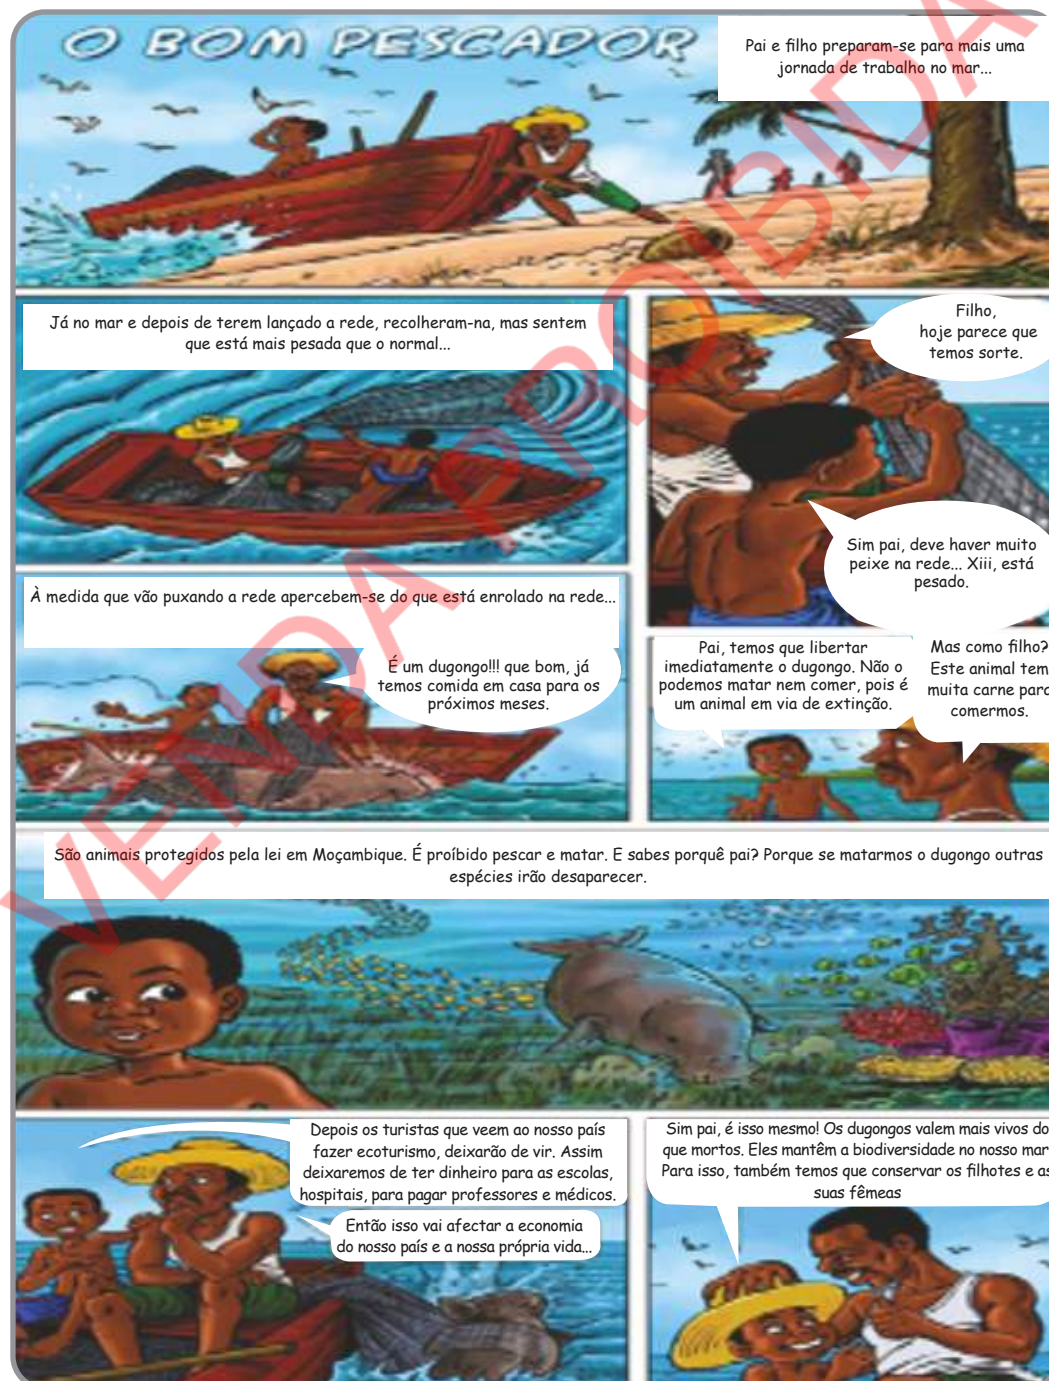 O BOM PESCADOR
Pai e filho preparam-se para mais uma
jornada de trabalho no mar...
Já no mar e depois de terem lançado a rede, recolheram-na, mas sentem
que está mais pesada que o normal...
Filho,
hoje parece que
temos sorte.
Sim pai, deve haver muito
peixe na rede... Xiii, está
pesado.
À medida que vão puxando a rede apercebem-se do que está enrolado na rede...
É um dugongo!!! que bom, já
temos comida em casa para os
próximos meses.
Pai, temos que libertar
imediatamente o dugongo. Não o
podemos matar nem comer, pois é
um animal em via de extinção.
Mas como filho?
Este animal tem
muita carne para
comermos.
São animais protegidos pela lei em Moçambique. É proíbido pescar e matar. E sabes porquê pai? Porque se matarmos o dugongo outras
espécies irão desaparecer.
Depois os turistas que veem ao nosso país
fazer ecoturismo, deixarão de vir. Assim
deixaremos de ter dinheiro para as escolas,
hospitais, para pagar professores e médicos.
Então isso vai afectar a economia
do nosso país e a nossa própria vida...
Sim pai, é isso mesmo! Os dugongos valem mais vivos do
que mortos. Eles mantêm a biodiversidade no nosso mar
Para isso, também temos que conservar os filhotes e as
suas fêmeas
VENDA PROIBIDA